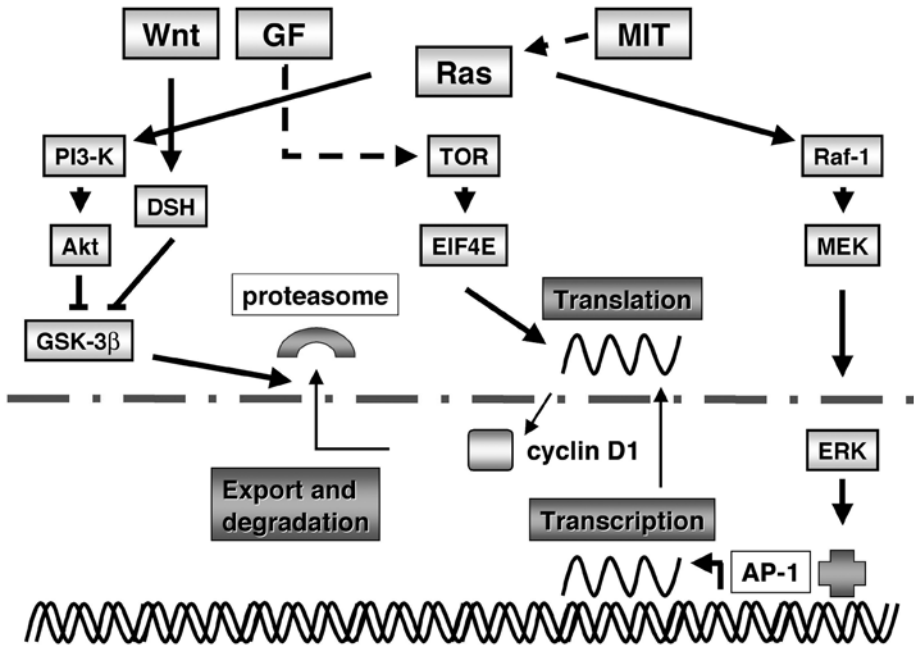 Wnt
GF
MIT
Ras
PI3-K
TOR
Raf-1
DSH
Akt
EIF4E
MEK
proteasome
Translation
GSK-3β
cyclin D1
ERK
Export and
degradation
Transcription
AP-1